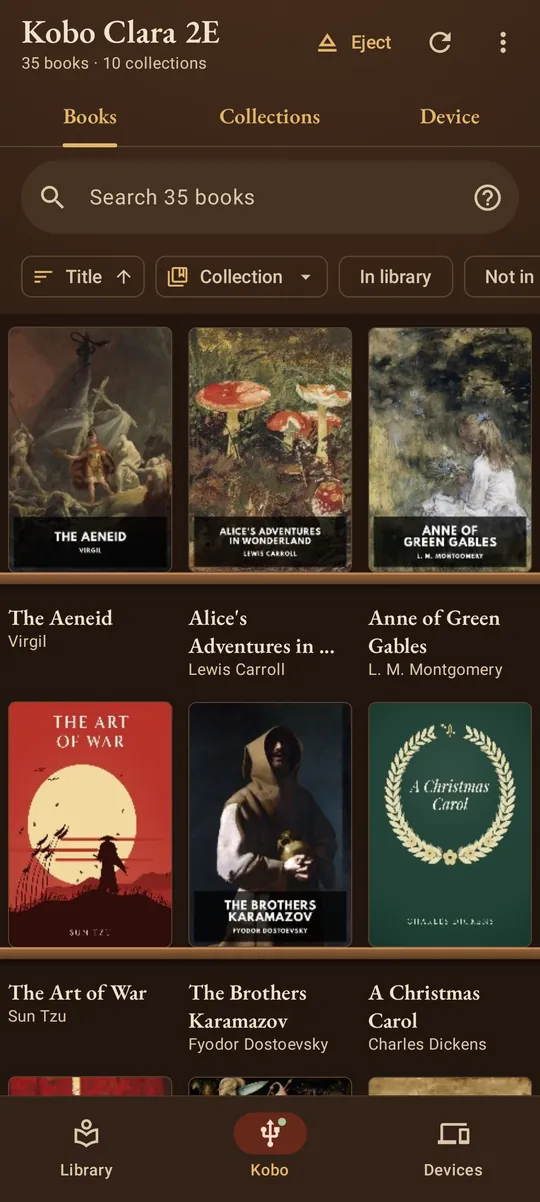 Kobo Clara 2E
35 books · 10 collections
Eject
Books
Collections
Device
Search 35 books
Title
Collection
In library
Not in
THE AENEID
VIRGIL
ALICE'S ADVENTURES
IN WONDERLAND
LEWIS CARROLL
ANNE OF
GREEN GABLES
L. M. MONTGOMERY
The Aeneid
Virgil
Alice's
Adventures in ...
Lewis Carroll
Anne of Green
Gables
L. M. Montgomery
THE ART
OF WAR
SUN TZU
THE BROTHERS
KARAMAZOV
FYODOR DOSTOEVSKY
A Christmas
Carol
CHARLES DICKENS
The Art of War
Sun Tzu
The Brothers
Karamazov
Fyodor Dostoevsky
A Christmas
Carol
Charles Dickens
Library
Kobo
Devices